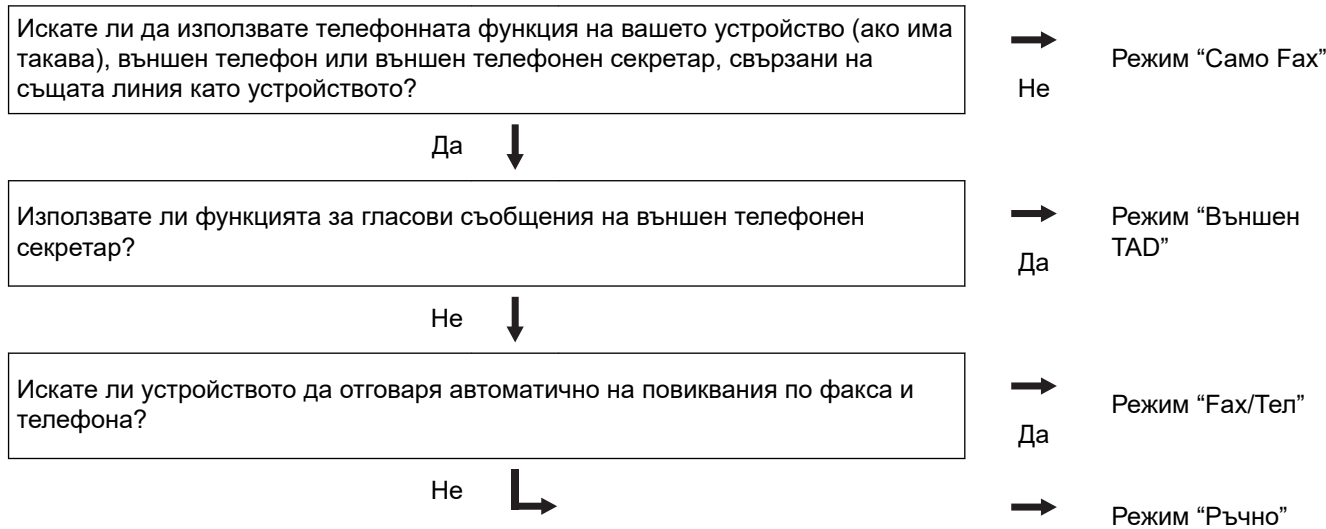 Искате ли да използвате телефонната функция на вашето устройство (ако има
такава), външен телефон или външен телефонен секретар, свързани на
същата линия като устройството?
Не
Режим “Само Fax”
Да
Използвате ли функцията за гласови съобщения на външен телефонен
секретар?
Да
Режим “Външен
TAD”
Не
Искате ли устройството да отговаря автоматично на повиквания по факса и
телефона?
Да
Режим “Fax/Тел”
Не
Режим “Ръчно”